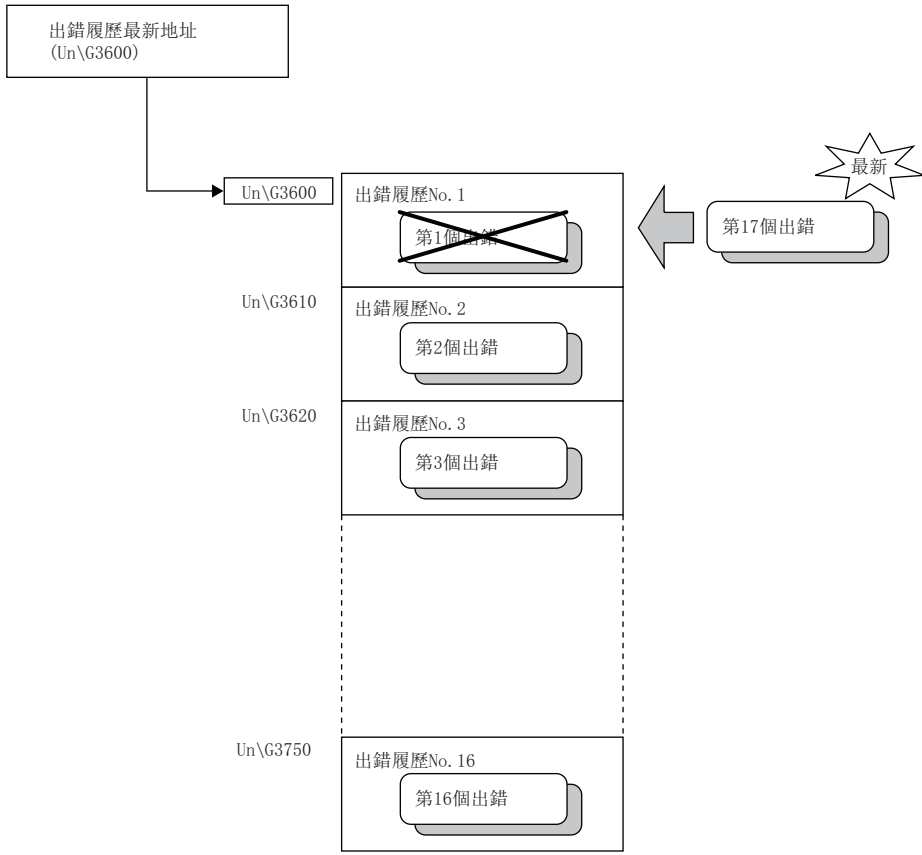 出錯履歷最新地址
(Un\G3600)
最新
Un\G3600
出錯履歷No.1
第1個出錯
第17個出錯
Un\G3610
出錯履歷No.2
第2個出錯
Un\G3620
出錯履歷No.3
第3個出錯
Un\G3750
出錯履歷No.16
第16個出錯